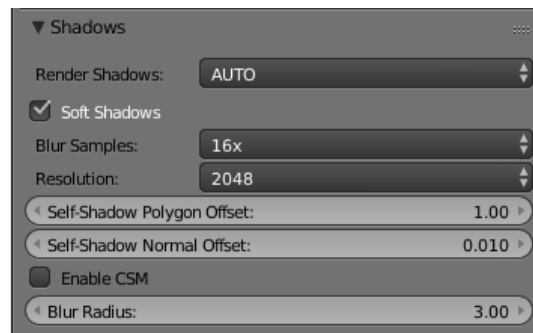 Shadows
Render Shadows: AUTO
Soft Shadows
Blur Samples: 16x
Resolution: 2048
Self-Shadow Polygon Offset: 1.00
Self-Shadow Normal Offset: 0.010
Enable CSM
Blur Radius: 3.00